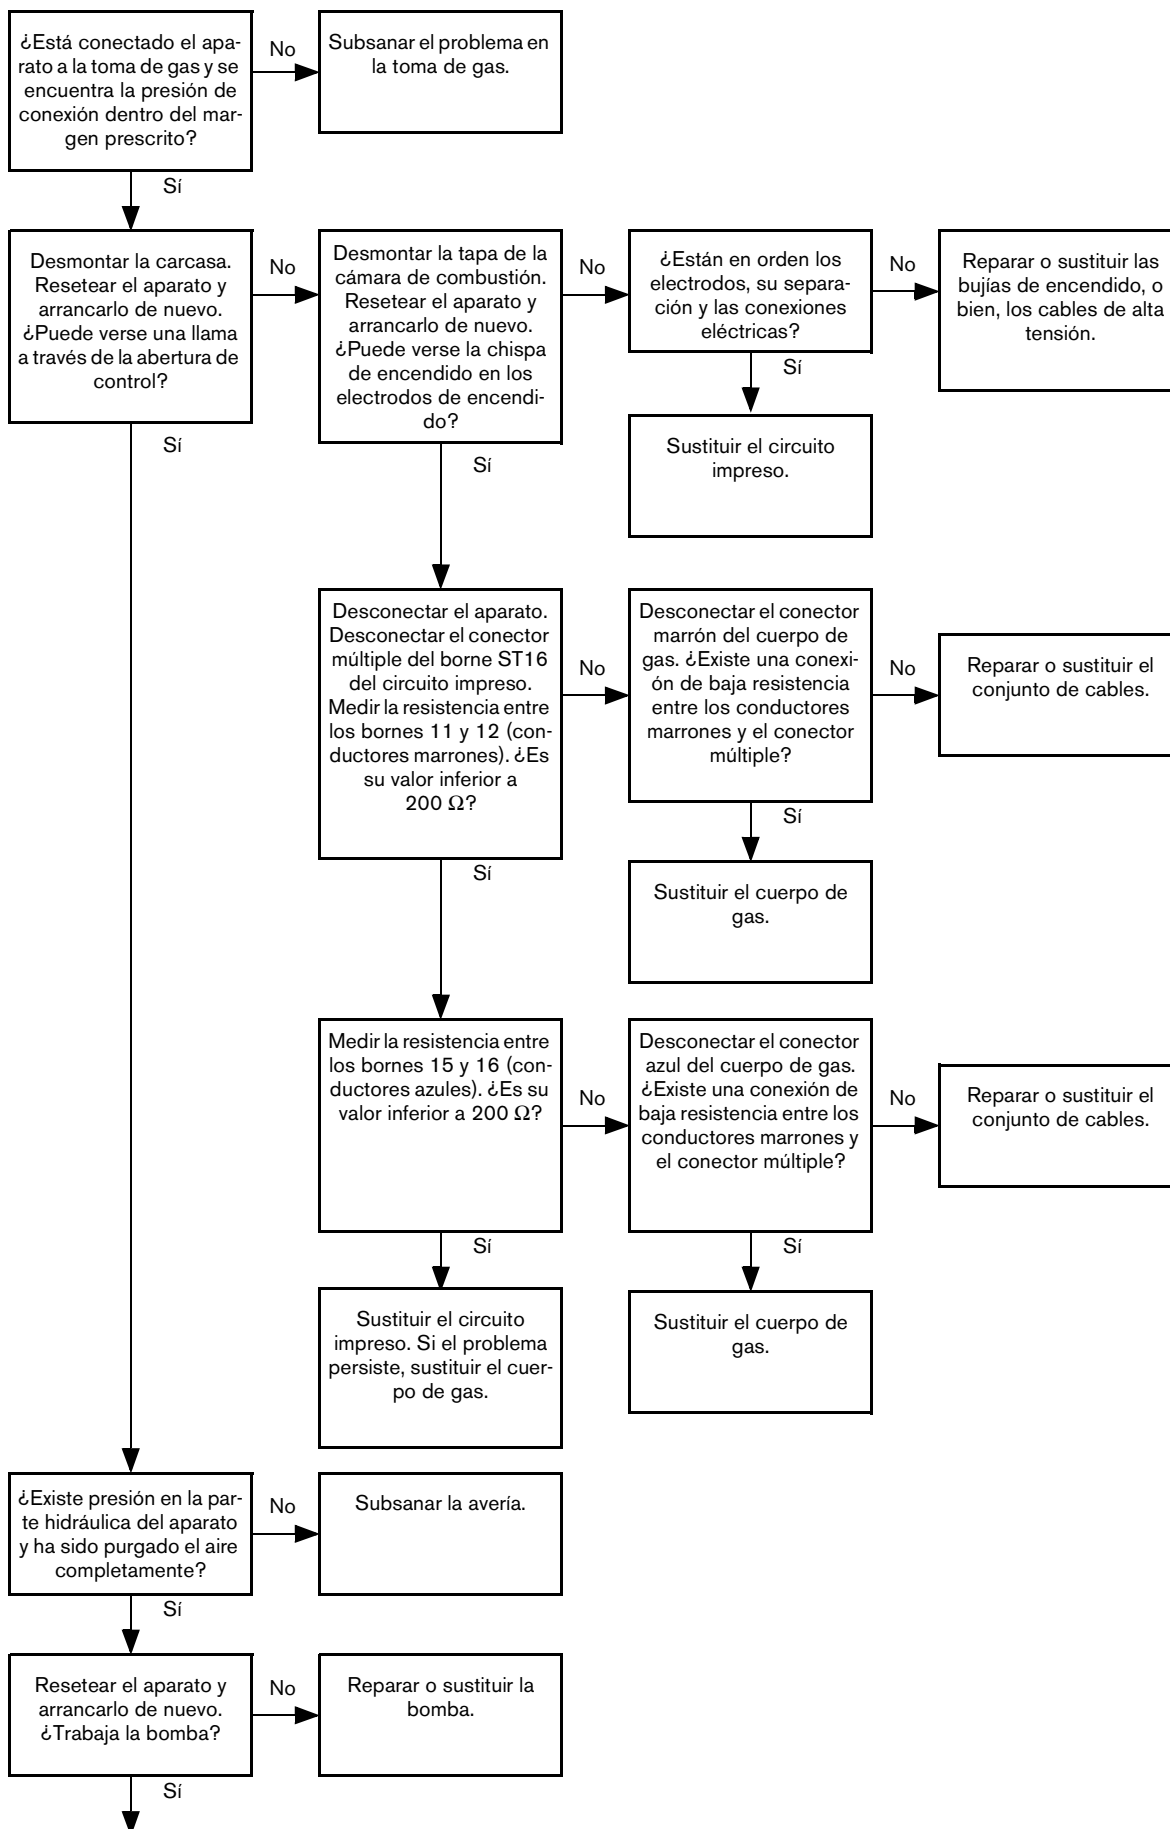 ¿Está conectado el apa-
rato a la toma de gas y se
encuentra la presión de
conexión dentro del mar-
gen prescrito?
No
Subsanar el problema en
la toma de gas.
Sí
Desmontar la carcasa.
Resetear el aparato y
arrancarlo de nuevo.
¿Puede verse una llama
a través de la abertura de
control?
No
Desmontar la tapa de la
cámara de combustión.
Resetear el aparato y
arrancarlo de nuevo.
¿Puede verse la chispa
de encendido en los
electrodos de encendi-
do?
No
¿Están en orden los
electrodos, su separa-
ción y las conexiones
eléctricas?
No
Reparar o sustituir las
bujías de encendido, o
bien, los cables de alta
tensión.
Sí
Sustituir el circuito
impreso.
Sí
Sí
Desconectar el aparato.
Desconectar el conector
múltiple del borne ST16
del circuito impreso.
Medir la resistencia entre
los bornes 11 y 12 (con-
ductores marrones). ¿Es
su valor inferior a
200 Ω?
No
Desconectar el conector
marrón del cuerpo de
gas. ¿Existe una conexi-
ón de baja resistencia
entre los conductores
marrones y el conector
múltiple?
No
Reparar o sustituir el
conjunto de cables.
Sí
Sustituir el cuerpo de
gas.
Sí
Medir la resistencia entre
los bornes 15 y 16 (con-
ductores azules). ¿Es su
valor inferior a 200 Ω?
No
Desconectar el conector
azul del cuerpo de gas.
¿Existe una conexión de
baja resistencia entre los
conductores marrones y
el conector múltiple?
No
Reparar o sustituir el
conjunto de cables.
Sí
Sustituir el circuito
impreso. Si el problema
persiste, sustituir el cuer-
po de gas.
Sí
Sustituir el cuerpo de
gas.
¿Existe presión en la par-
te hidráulica del aparato
y ha sido purgado el aire
completamente?
No
Subsanar la avería.
Sí
Resetear el aparato y
arrancarlo de nuevo.
¿Trabaja la bomba?
No
Reparar o sustituir la
bomba.
Sí